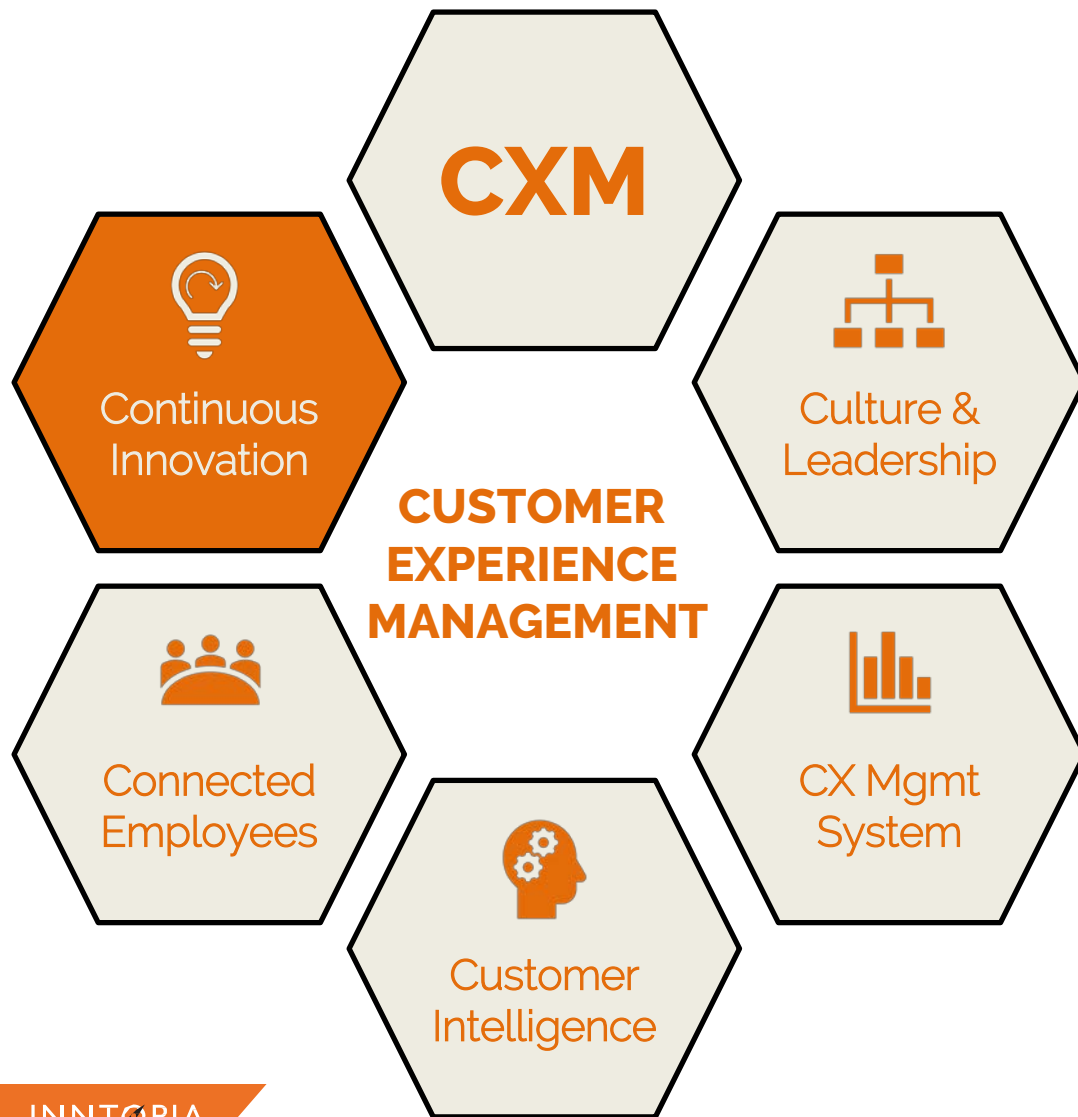 CXM
Culture &
Leadership
CX Mgmt
System
Customer
Intelligence
Connected
Employees
Continuous
Innovation
CUSTOMER
EXPERIENCE
MANAGEMENT